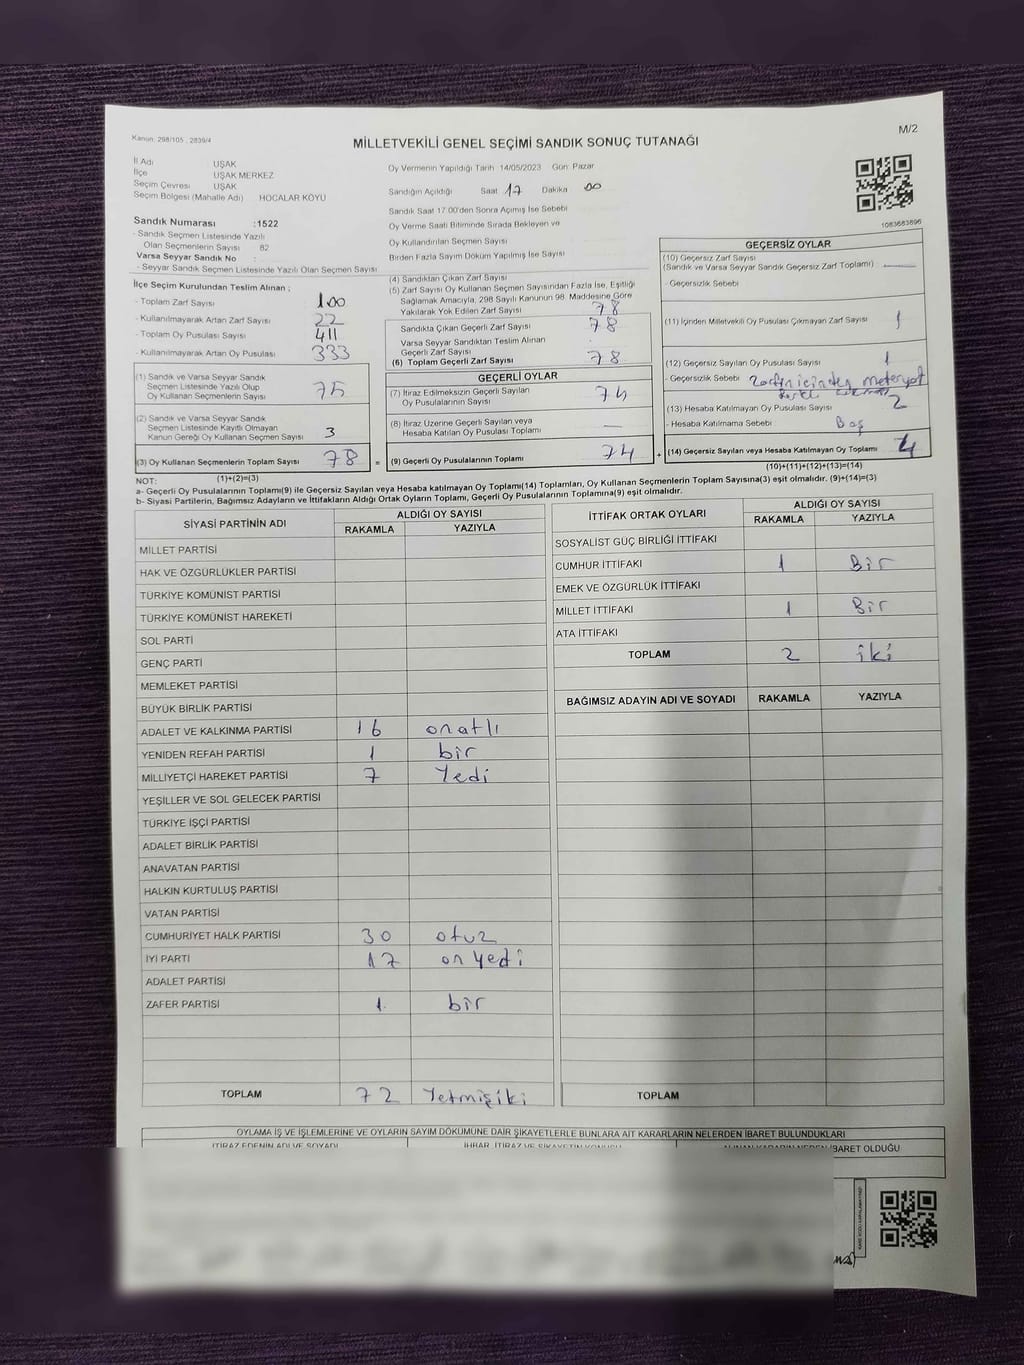 Kanun: 298/105 , 2839/4
M/2
MİLLETVEKİLİ GENEL SEÇİMİ SANDIK SONUÇ TUTANAĞI
İl Adı UŞAK
İlçe UŞAK MERKEZ
Seçim Çevresi UŞAK
Seçim Bölgesi (Mahalle Adı) HOCALAR KÖYÜ
Sandık Numarası :1522
- Sandık Seçmen Listesinde Yazılı
Olan Seçmenlerin Sayısı 82
Varsa Seyyar Sandık No :
- Seyyar Sandık Seçmen Listesinde Yazılı Olan Seçmen Sayısı
Oy Vermenin Yapıldığı Tarih 14/05/2023 Gün: Pazar
Sandığın Açıldığı Saat 17 Dakika 00
Sandık Saat 17.00'den Sonra Açımış İse Sebebi
Oy Verme Saati Bitiminde Sırada Bekleyen ve
Oy Kullandırılan Seçmen Sayısı
Birden Fazla Sayım Döküm Yapılmış İse Sayısı
1083683896
İlçe Seçim Kurulundan Teslim Alınan ;
- Toplam Zarf Sayısı 100
- Kullanılmayarak Artan Zarf Sayısı 22
- Toplam Oy Pusulası 411
- Kullanılmayarak Artan Oy Pusulası 333
(1) Sandık ve Varsa Seyyar Sandık
Seçmen Listesinde Yazılı Olup
Oy Kullanan Seçmenlerin Sayısı 75
(2) Sandık ve Varsa Seyyar Sandık
Seçmen Listesinde Kayıtlı Olmayan
Kanun Gereği Oy Kullanan Seçmen Sayısı 3
(3) Oy Kullanan Seçmenlerin Toplam Sayısı 78
(1)+(2)=(3)
(4) Sandıktan Çıkan Zarf Sayısı
(5) Zarf Sayısı Oy Kullanan Seçmen Sayısından Fazla İse, Eşitliği
Sağlamak Amacıyla, 298 Sayılı Kanunun 98. Maddesine Göre
Yakılarak Yok Edilen Zarf Sayısı 78
Sandıkta Çıkan Geçerli Zarf Sayısı 78
Varsa Seyyar Sandıktan Teslim Alınan
Geçerli Zarf Sayısı
(6) Toplam Geçerli Zarf Sayısı 78
GEÇERLİ OYLAR
(7) İtiraz Edilmeksizin Geçerli Sayılan
Oy Pusulalarının Sayısı 74
(8) İtiraz Üzerine Geçerli Sayılan veya
Hesaba Katılan Oy Pusulası Toplamı —
= (9) Geçerli Oy Pusulalarının Toplamı 74
GEÇERSİZ OYLAR
(10) Geçersiz Zarf Sayısı
(Sandık ve Varsa Seyyar Sandık Geçersiz Zarf Toplamı) : —
- Geçersizlik Sebebi
(11) İçinden Milletvekili Oy Pusulası Çıkmayan Zarf Sayısı 1
(12) Geçersiz Sayılan Oy Pusulası Sayısı 1
- Geçersizlik Sebebi Zarfın içinden materyal
(13) Hesaba Katılmayan Oy Pusulası Sayısı 2
- Hesaba Katılmama Sebebi Boş
+ (14) Geçersiz Sayılan veya Hesaba Katılmayan Oy Toplamı 4
(10)+(11)+(12)+(13)=(14)
NOT:
a- Geçerli Oy Pusulalarının Toplamı(9) ile Geçersiz Sayılan veya Hesaba katılmayan Oy Toplamı(14) Toplamları, Oy Kullanan Seçmenlerin Toplam Sayısına(3) eşit olmalıdır. (9)+(14)=(3)
b- Siyasi Partilerin, Bağımsız Adayların ve İttifakların Aldığı Ortak Oyların Toplamı, Geçerli Oy Pusulalarının Toplamına(9) eşit olmalıdır.
SİYASİ PARTİNİN ADI ALDIĞI OY SAYISI
RAKAMLA YAZIYLA
MİLLET PARTİSİ
HAK VE ÖZGÜRLÜKLER PARTİSİ
TÜRKİYE KOMÜNİST PARTİSİ
TÜRKİYE KOMÜNİST HAREKETİ
SOL PARTİ
GENÇ PARTİ
MEMLEKET PARTİSİ
BÜYÜK BİRLİK PARTİSİ
ADALET VE KALKINMA PARTİSİ 16 onatlı
YENİDEN REFAH PARTİSİ 1 bir
MİLLİYETÇİ HAREKET PARTİSİ 7 Yedi
YEŞİLLER VE SOL GELECEK PARTİSİ
TÜRKİYE İŞÇİ PARTİSİ
ADALET BİRLİK PARTİSİ
ANAVATAN PARTİSİ
HALKIN KURTULUŞ PARTİSİ
VATAN PARTİSİ
CUMHURİYET HALK PARTİSİ 30 otuz
İYİ PARTİ 17 on yedi
ADALET PARTİSİ
ZAFER PARTİSİ 1 bir
TOPLAM 72 Yetmişiki
İTTİFAK ORTAK OYLARI ALDIĞI OY SAYISI
RAKAMLA YAZIYLA
SOSYALİST GÜÇ BİRLİĞİ İTTİFAKI
CUMHUR İTTİFAKI 1 Bir
EMEK VE ÖZGÜRLÜK İTTİFAKI
MİLLET İTTİFAKI 1 Bir
ATA İTTİFAKI
TOPLAM 2 iki
BAĞIMSIZ ADAYIN ADI VE SOYADI RAKAMLA YAZIYLA
TOPLAM
OYLAMA İŞ VE İŞLEMLERİNE VE OYLARIN SAYIM DÖKÜMÜNE DAİR ŞİKAYETLERLE BUNLARA AİT KARARLARIN NELERDEN İBARET BULUNDUKLARI
İTİRAZ EDENİN ADI VE SOYADI İHBAR, İTİRAZ VE ŞİKAYETİN KONUSU ALINAN KARARIN NEDEN İBARET OLDUĞU